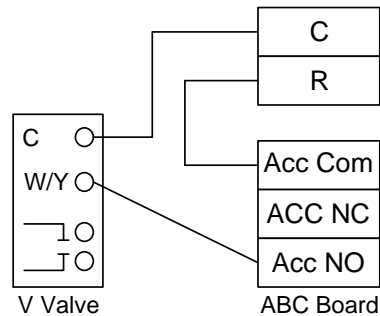 C
R
C
W/Y
Acc Com
ACC NC
Acc NO
V Valve
ABC Board